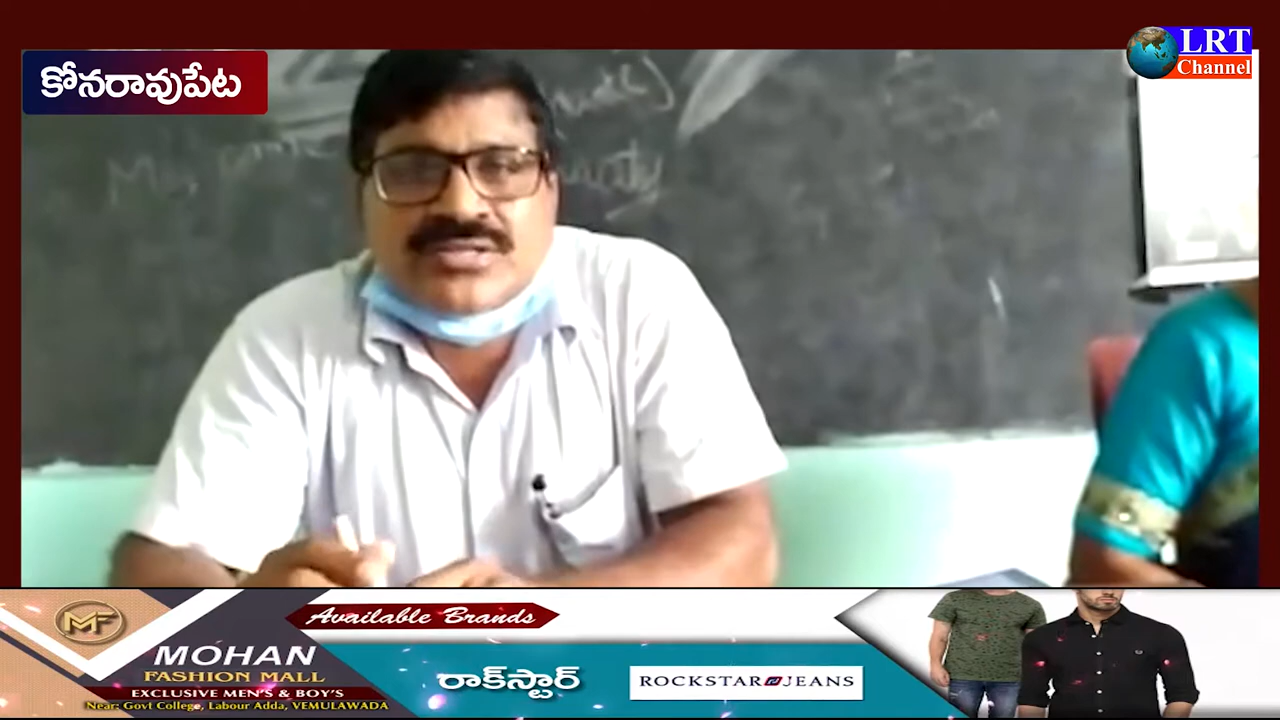 కోనరావుపేట
LRT
Channel
MF
MOHAN
FASHION MALL
EXCLUSIVE MEN'S & BOY'S
Near: Govt College, Labour Adda, VEMULAWADA
Available Brands
రాక్‌స్టార్
ROCKSTAR JEANS